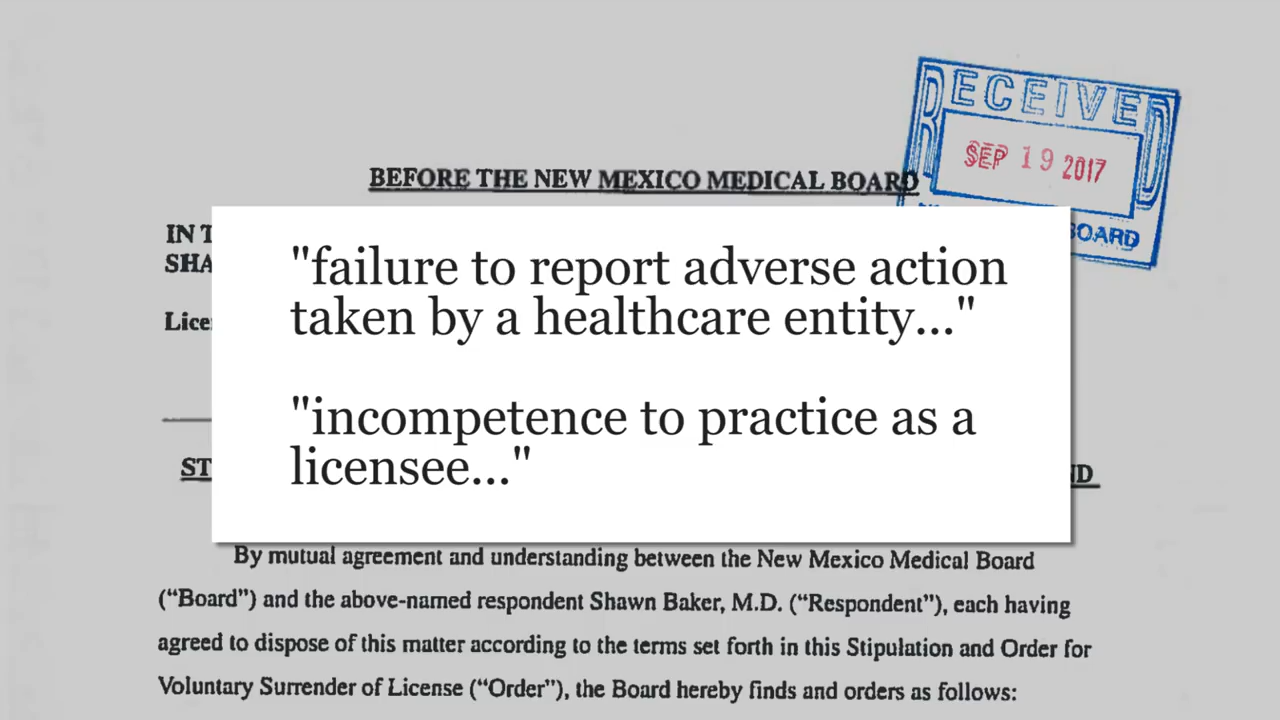 RECEIVED
SEP 19 2017
BEFORE THE NEW MEXICO MEDICAL BOARD
BOARD
IN T
SHA
"failure to report adverse action
taken by a healthcare entity..."
Lice
"incompetence to practice as a
licensee..."
ST
ND
By mutual agreement and understanding between the New Mexico Medical Board
(“Board”) and the above-named respondent Shawn Baker, M.D. (“Respondent”), each having
agreed to dispose of this matter according to the terms set forth in this Stipulation and Order for
Voluntary Surrender of License (“Order”), the Board hereby finds and orders as follows: